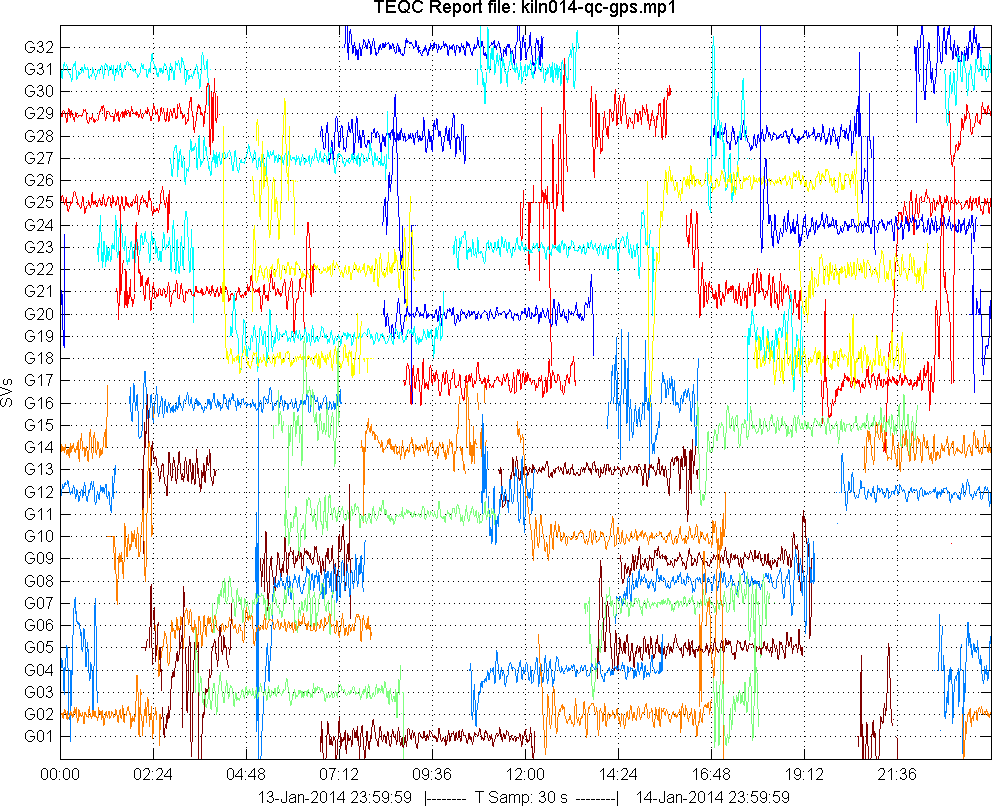 TEQC Report file: kiln014-qc-gps.mp1
G32
G31
G30
G29
G28
G27
G26
G25
G24
G23
G22
G21
G20
G19
G18
G17
G16
G15
G14
G13
G12
G11
G10
G09
G08
G07
G06
G05
G04
G03
G02
G01
SVs
00:00 02:24 04:48 07:12 09:36 12:00 14:24 16:48 19:12 21:36
13-Jan-2014 23:59:59 |-------- T Samp: 30 s --------| 14-Jan-2014 23:59:59